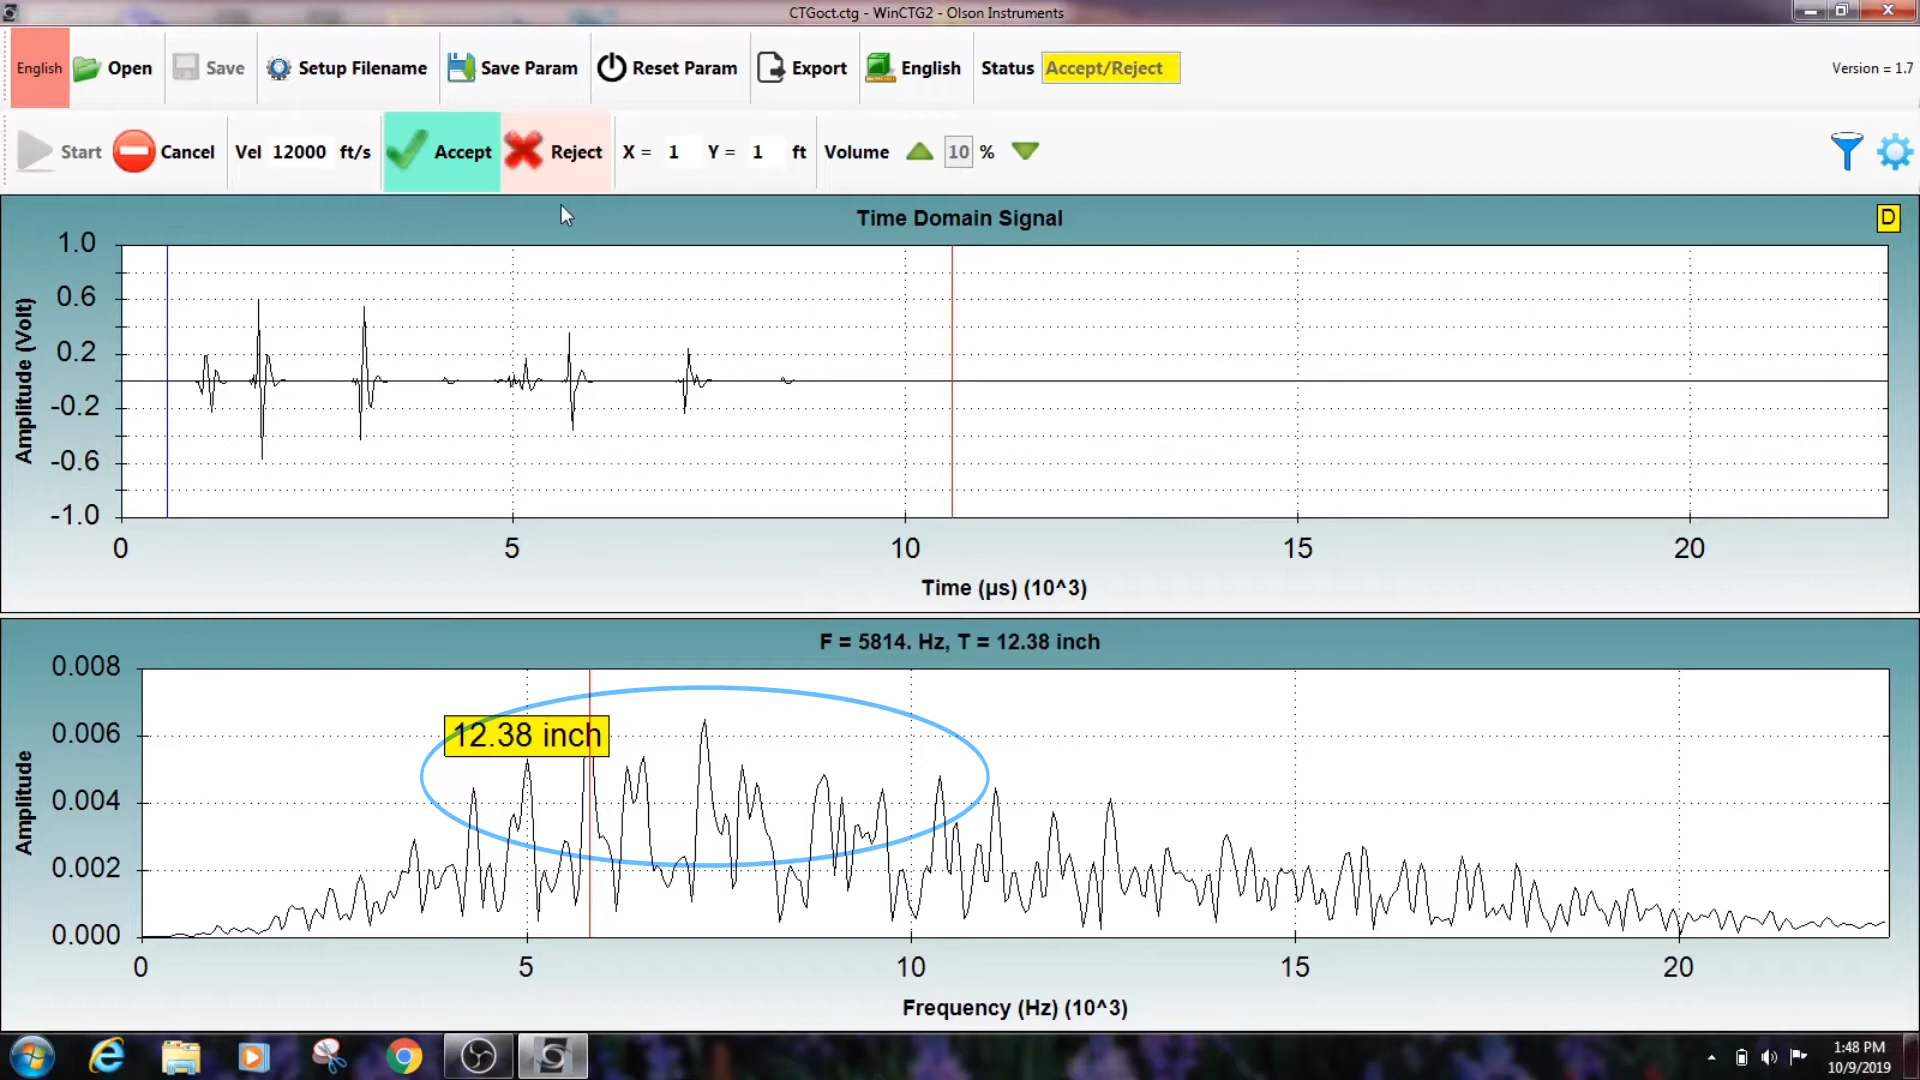 CTGoct.ctg - WinCTG2 - Olson Instruments
English Open Save Setup Filename Save Param Reset Param Export English Status Accept/Reject Version = 1.7
Start Cancel Vel 12000 ft/s Accept Reject X = 1 Y = 1 ft Volume 10 %
Time Domain Signal D
1.0
0.6
0.2
-0.2
-0.6
-1.0
Amplitude (Volt)
0 5 10 15 20
Time (µs) (10^3)
F = 5814. Hz, T = 12.38 inch
0.008
0.006
0.004
0.002
0.000
Amplitude
12.38 inch
0 5 10 15 20
Frequency (Hz) (10^3)
1:48 PM
10/9/2019